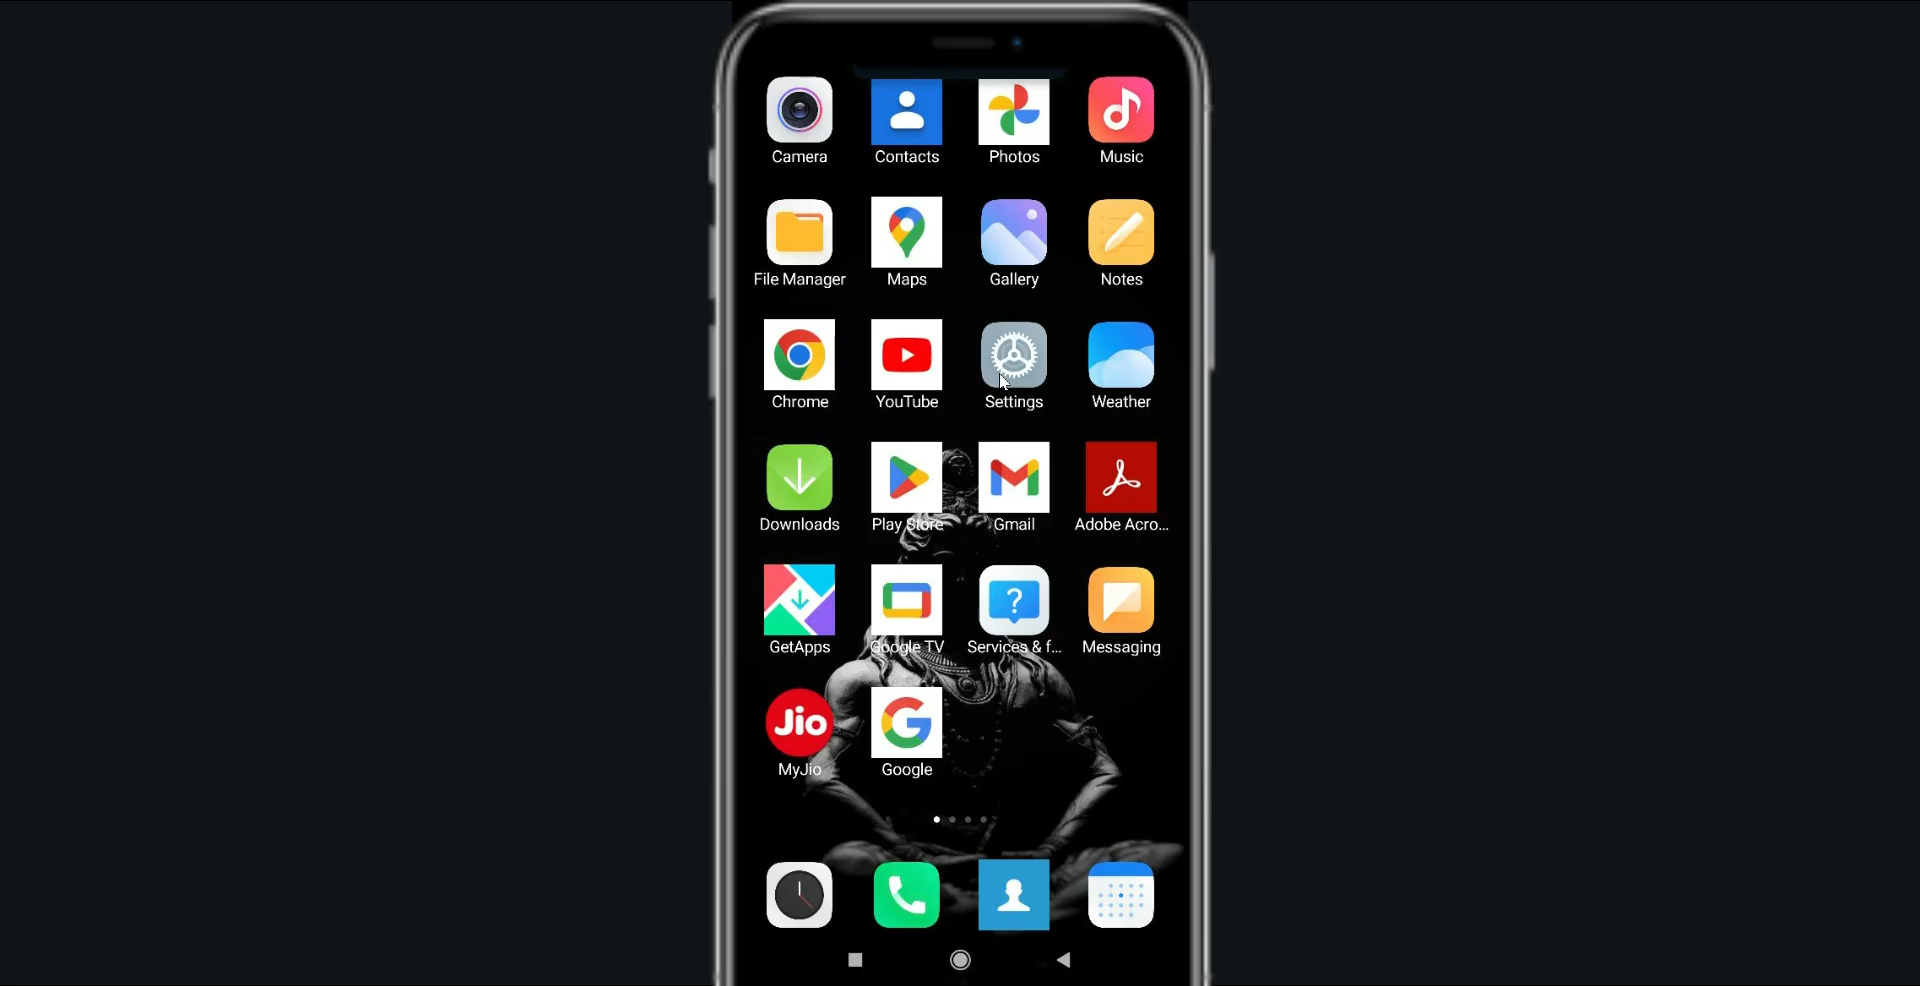 Camera
Contacts
Photos
Music
File Manager
Maps
Gallery
Notes
Chrome
YouTube
Settings
Weather
Downloads
Play Store
Gmail
Adobe Acro...
GetApps
Google TV
?
Services & f...
Messaging
Jio
MyJio
Google